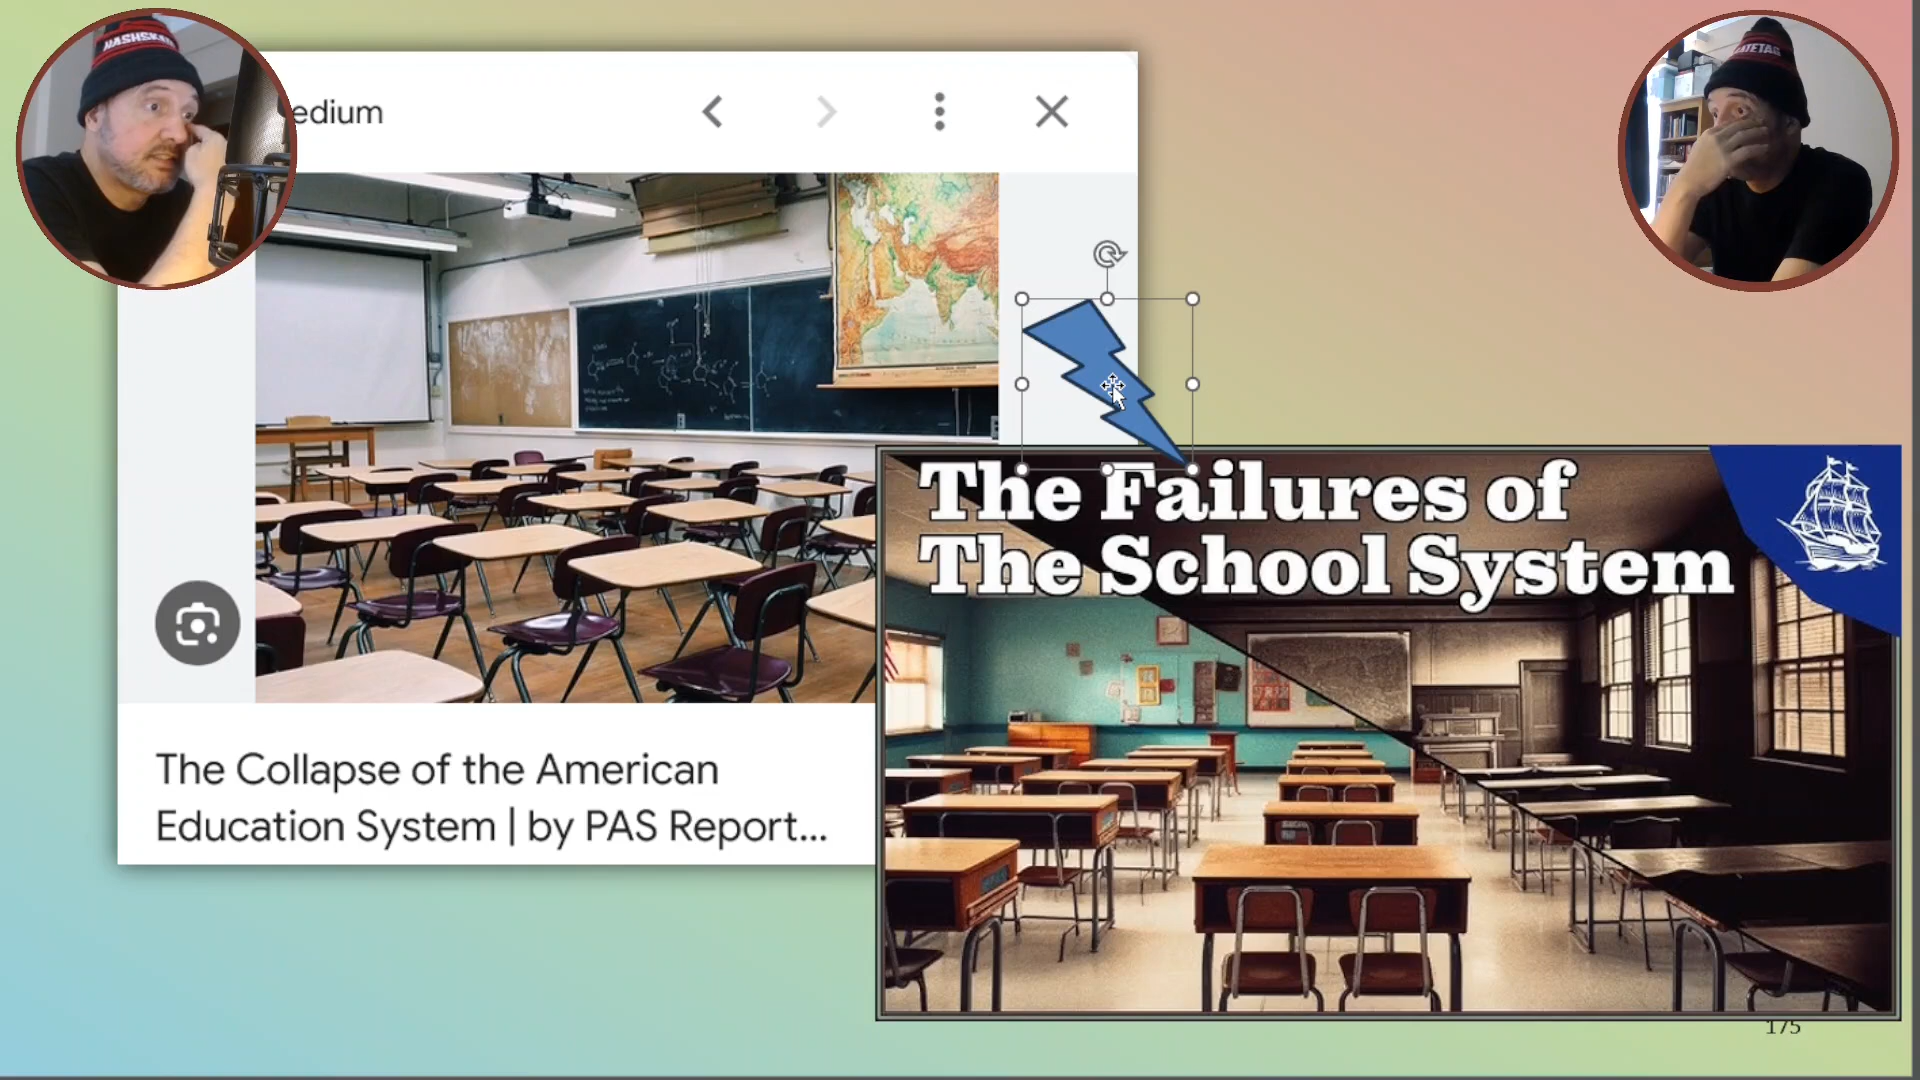 edium
The Failures of
The School System
The Collapse of the American
Education System | by PAS Report...
175